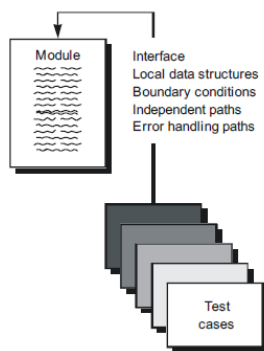 Module
Interface
Local data structures
Boundary conditions
Independent paths
Error handling paths
Test
cases